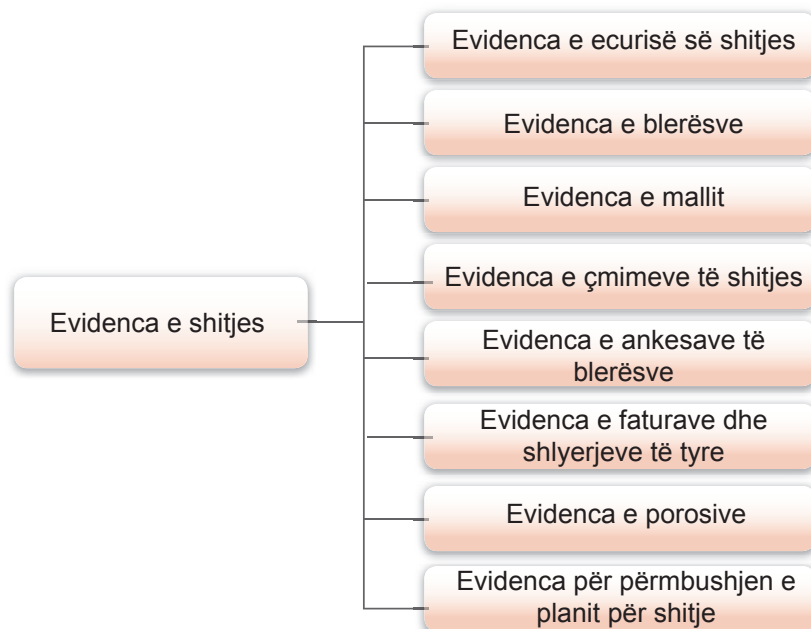 Evidenca e shitjes
Evidenca e ecurisë së shitjes
Evidenca e blerësve
Evidenca e mallit
Evidenca e çmimeve të shitjes
Evidenca e ankesave të
blerësve
Evidenca e faturave dhe
shlyerjeve të tyre
Evidenca e porosive
Evidenca për përmbushjen e
planit për shitje